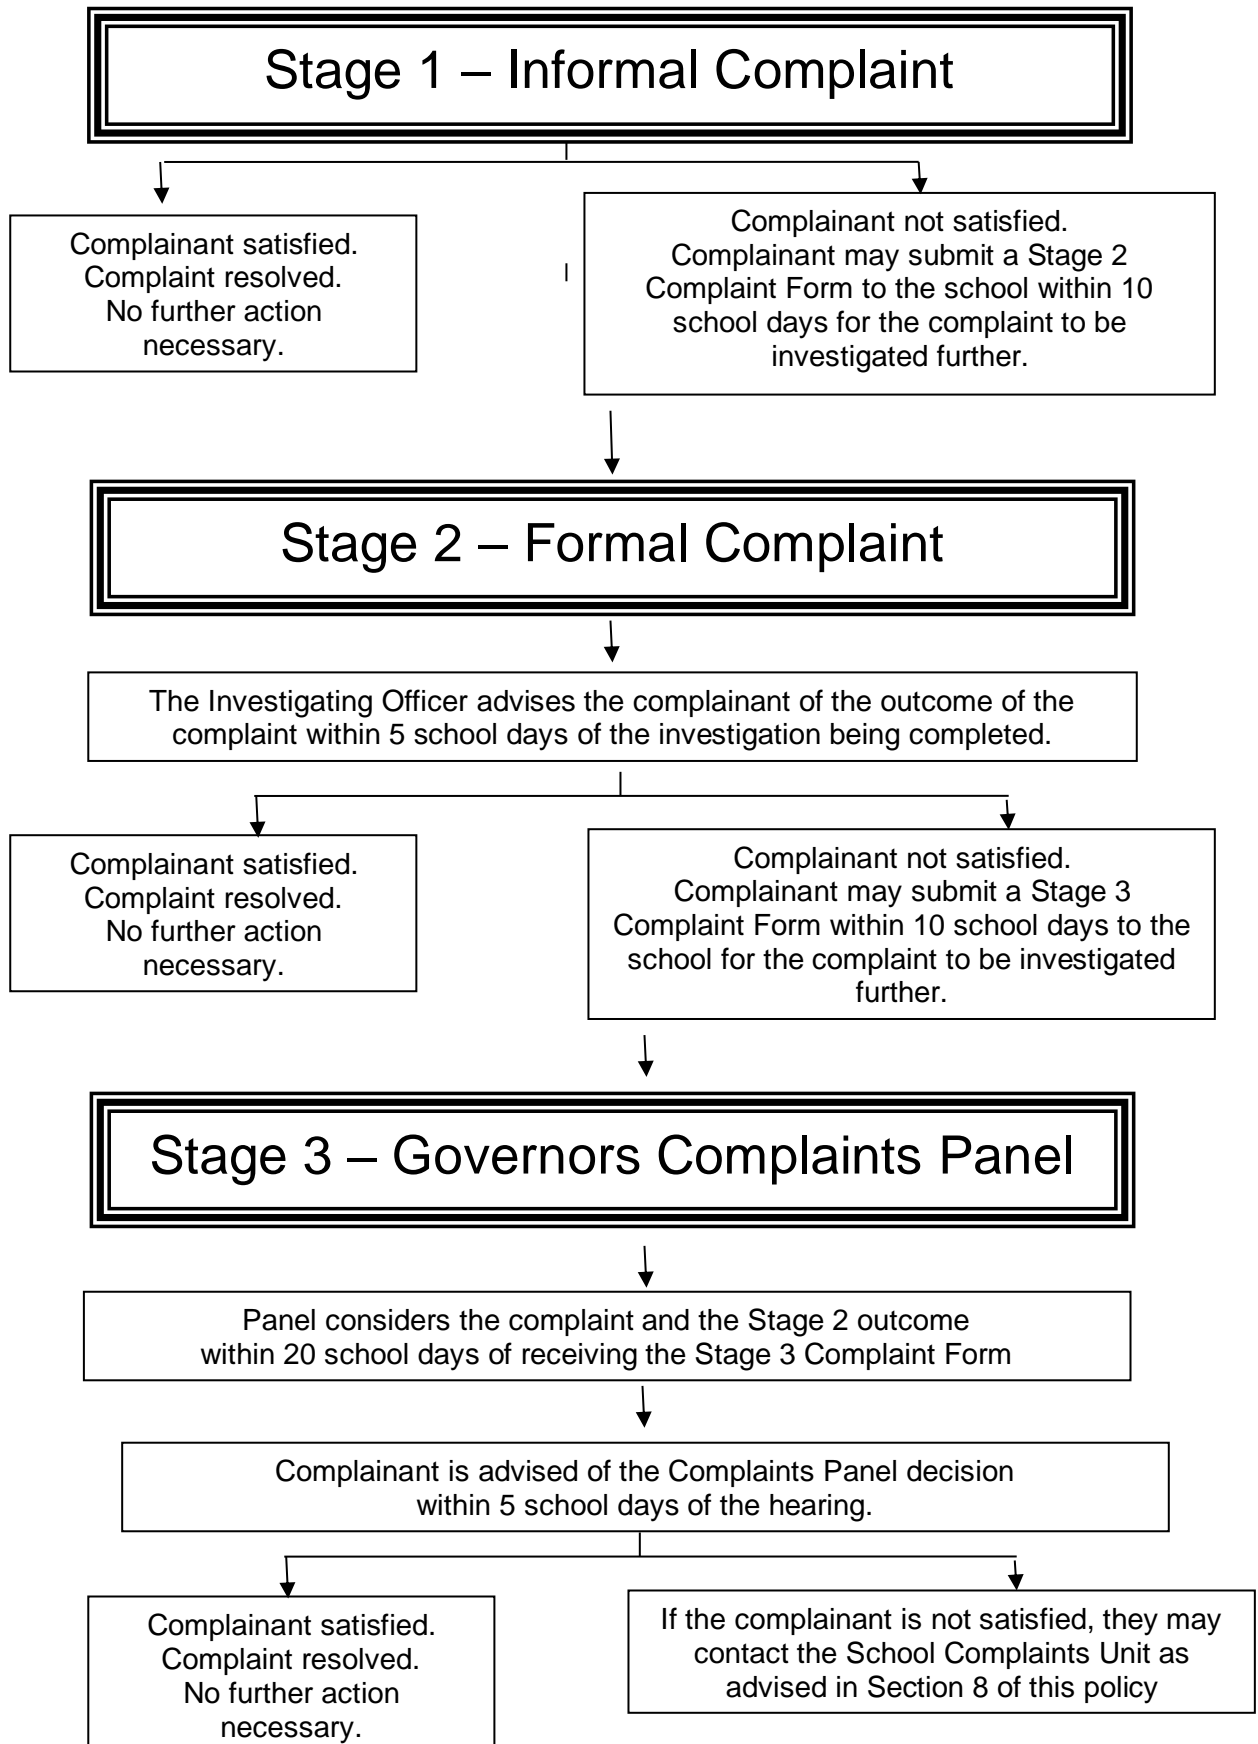 Stage 1 – Informal Complaint
Complainant satisfied.
Complaint resolved.
No further action
necessary.
Complainant not satisfied.
Complainant may submit a Stage 2
Complaint Form to the school within 10
school days for the complaint to be
investigated further.
Stage 2 – Formal Complaint
The Investigating Officer advises the complainant of the outcome of the
complaint within 5 school days of the investigation being completed.
Complainant satisfied.
Complaint resolved.
No further action
necessary.
Complainant not satisfied.
Complainant may submit a Stage 3
Complaint Form within 10 school days to the
school for the complaint to be investigated
further.
Stage 3 – Governors Complaints Panel
Panel considers the complaint and the Stage 2 outcome
within 20 school days of receiving the Stage 3 Complaint Form
Complainant is advised of the Complaints Panel decision
within 5 school days of the hearing.
Complainant satisfied.
Complaint resolved.
No further action
necessary.
If the complainant is not satisfied, they may
contact the School Complaints Unit as
advised in Section 8 of this policy